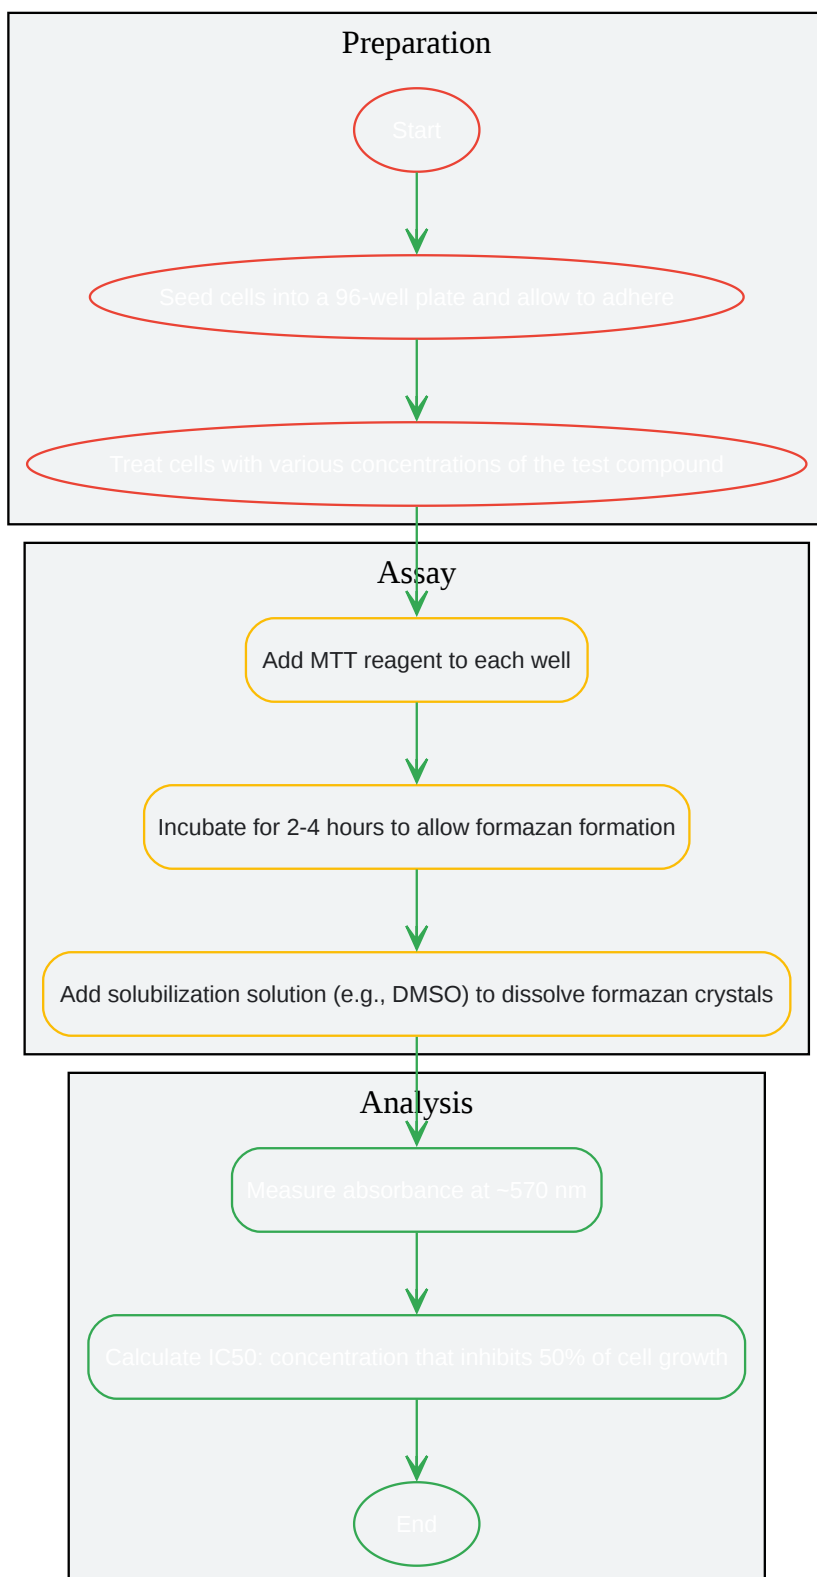 Preparation
Start
Seed cells into a 96-well plate and allow to adhere
Treat cells with various concentrations of the test compound
Assay
Add MTT reagent to each well
Incubate for 2-4 hours to allow formazan formation
Add solubilization solution (e.g., DMSO) to dissolve formazan crystals
Analysis
Measure absorbance at ~570 nm
Calculate IC50: concentration that inhibits 50% of cell growth
End